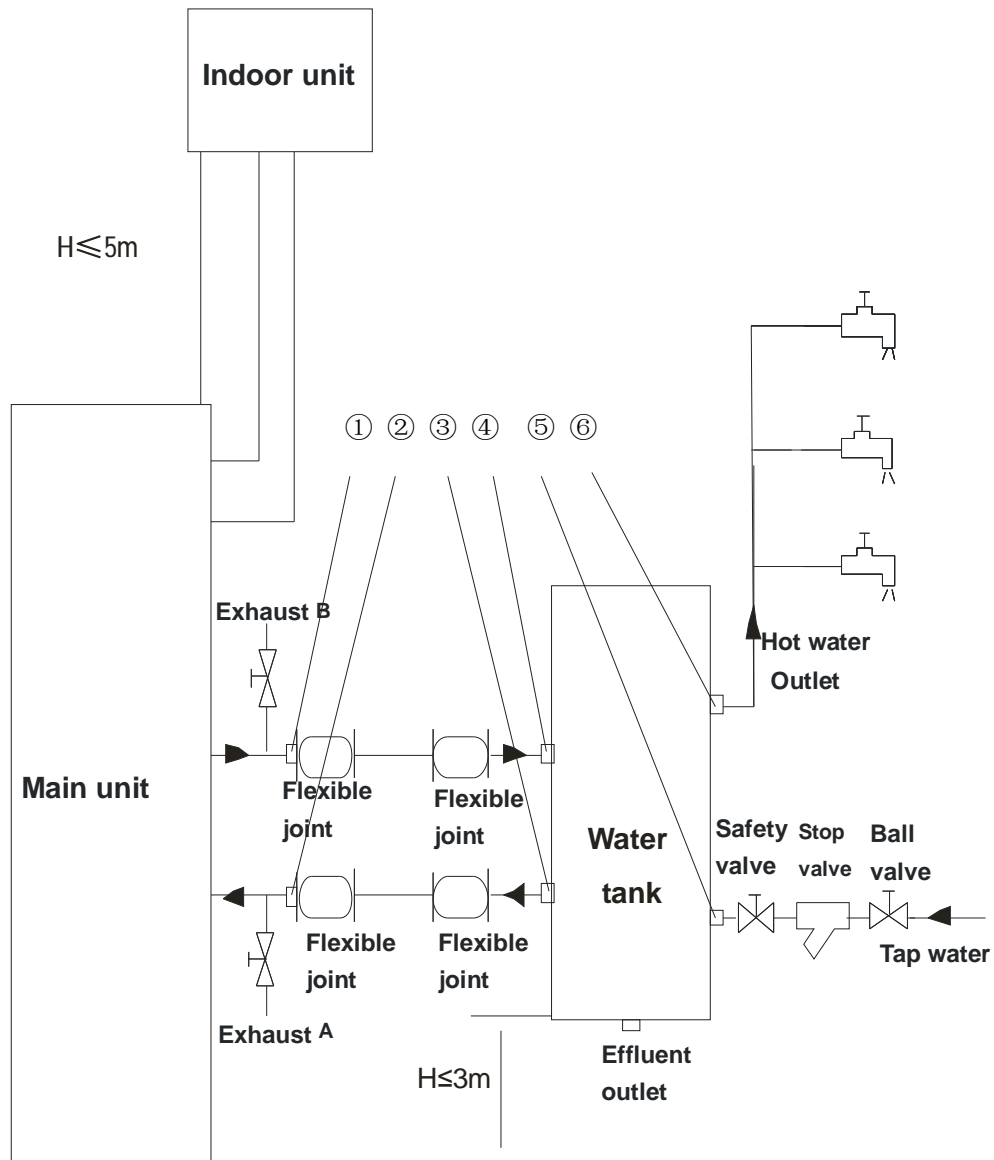 Indoor unit
H≤5m
① ② ③ ④ ⑤ ⑥
Exhaust B
Hot water
Outlet
Main unit
Flexible
joint
Flexible
joint
Water
tank
Safety
valve
Stop
valve
Ball
valve
Flexible
joint
Flexible
joint
Tap water
Exhaust A
H≤3m
Effluent
outlet